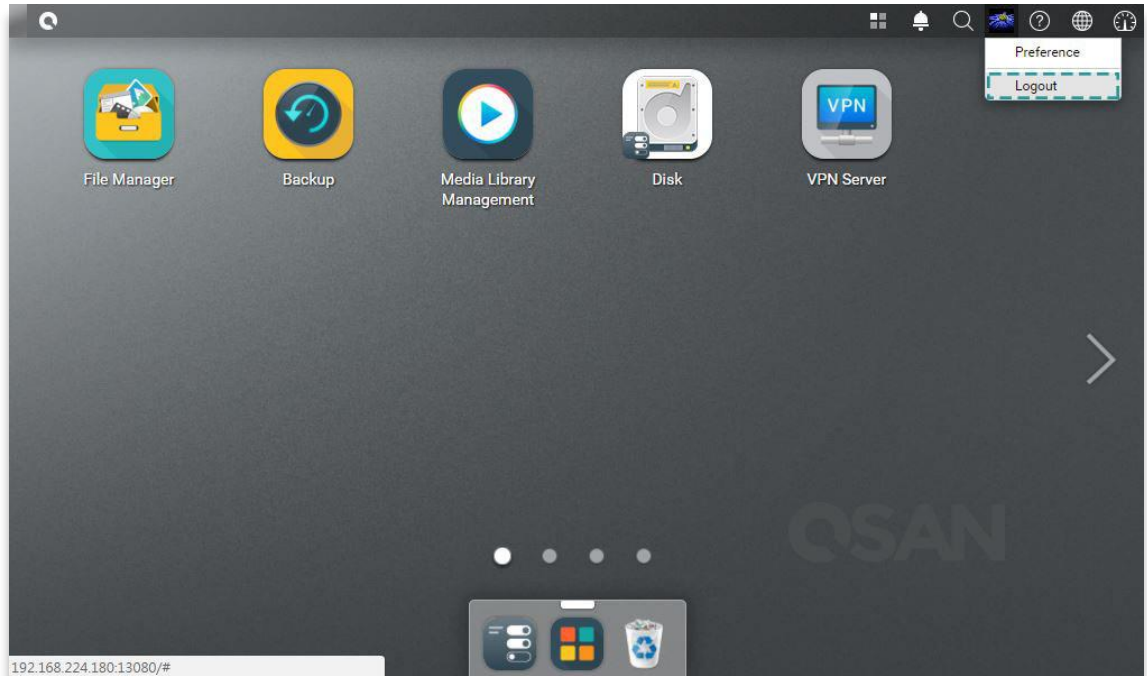 Preference
Logout
VPN
File Manager
Backup
Media Library
Management
Disk
VPN Server
QSAN
192.168.224.180:13080/#